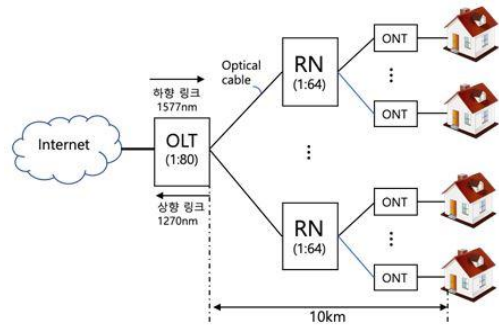 하향 링크
1577nm
Optical
cable
Internet
OLT
(1:80)
상향 링크
1270nm
RN
(1:64)
ONT
ONT
RN
(1:64)
ONT
ONT
10km